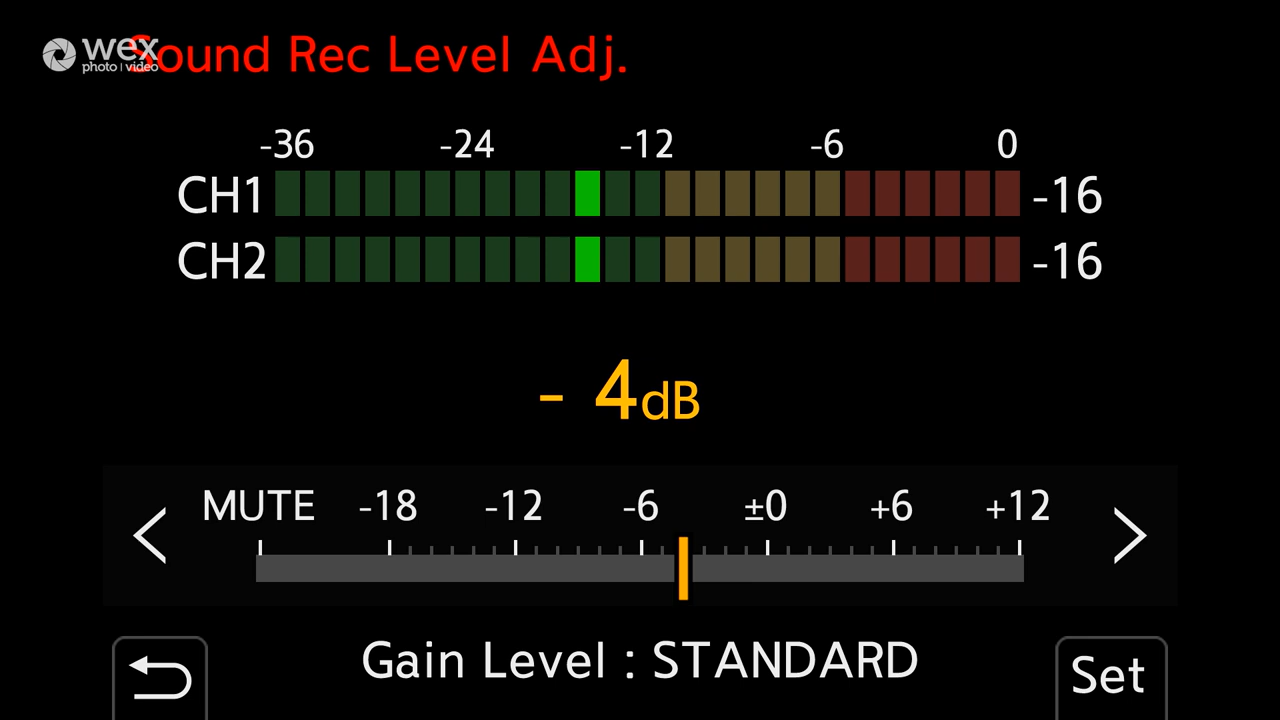 wex
photo | video
Sound Rec Level Adj.
-36 -24 -12 -6 0
CH1 -16
CH2 -16
- 4dB
MUTE -18 -12 -6 ±0 +6 +12
Gain Level : STANDARD
Set